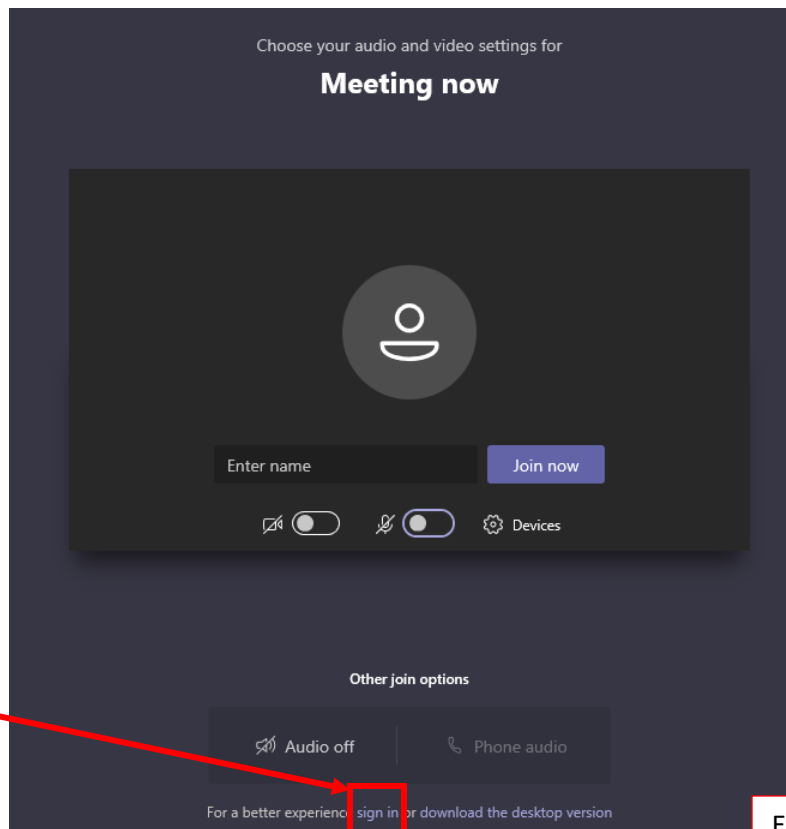 Choose your audio and video settings for
Meeting now
Enter name
Join now
Devices
Other join options
Audio off
Phone audio
For a better experience sign in or download the desktop version